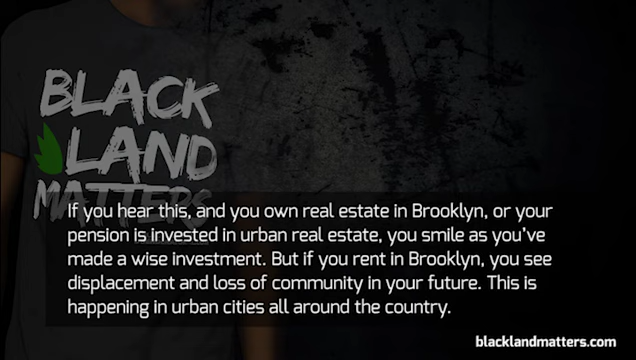 BLACK
LAND
MATTERS
If you hear this, and you own real estate in Brooklyn, or your
pension is invested in urban real estate, you smile as you've
made a wise investment. But if you rent in Brooklyn, you see
displacement and loss of community in your future. This is
happening in urban cities all around the country.
blacklandmatters.com